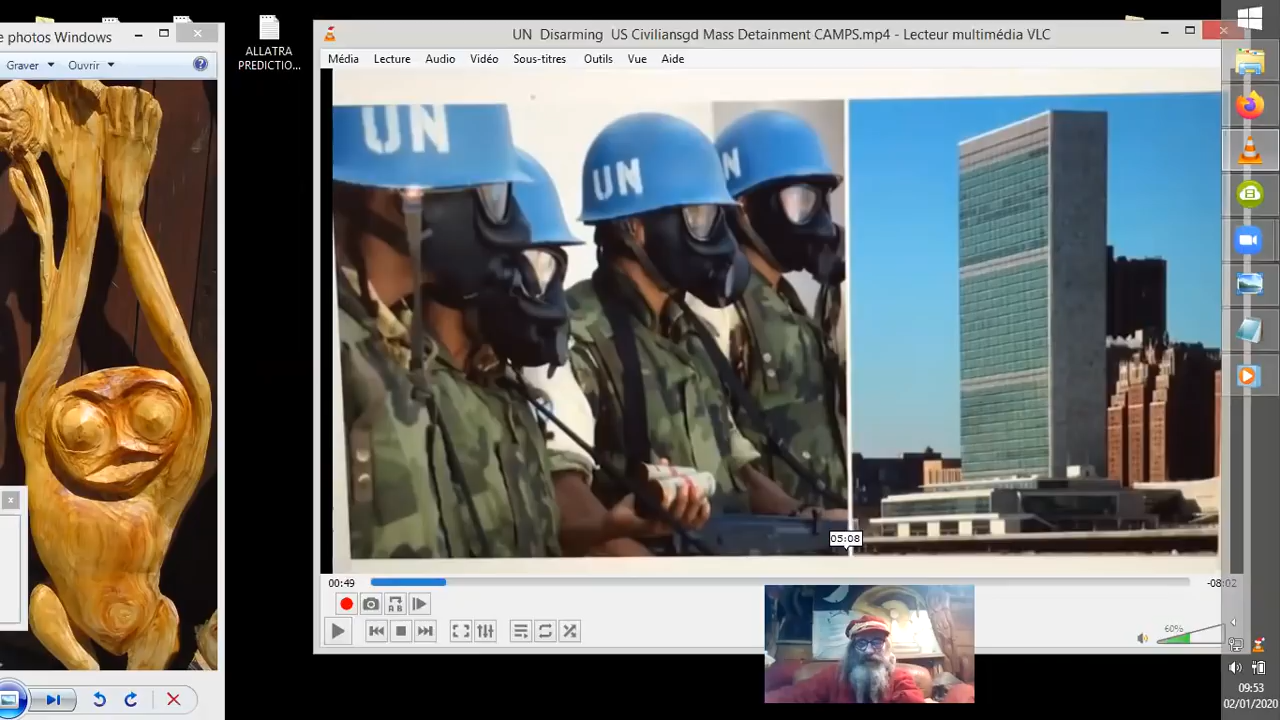 e photos Windows
Graver
Ouvrir
ALLATRA
PREDICTIO...
UN Disarming US Civiliansgd Mass Detainment CAMPS.mp4 - Lecteur multimédia VLC
Média Lecture Audio Vidéo Sous-titres Outils Vue Aide
UN
UN
N
05:08
00:49
-08:02
60%
09:53
02/01/2020